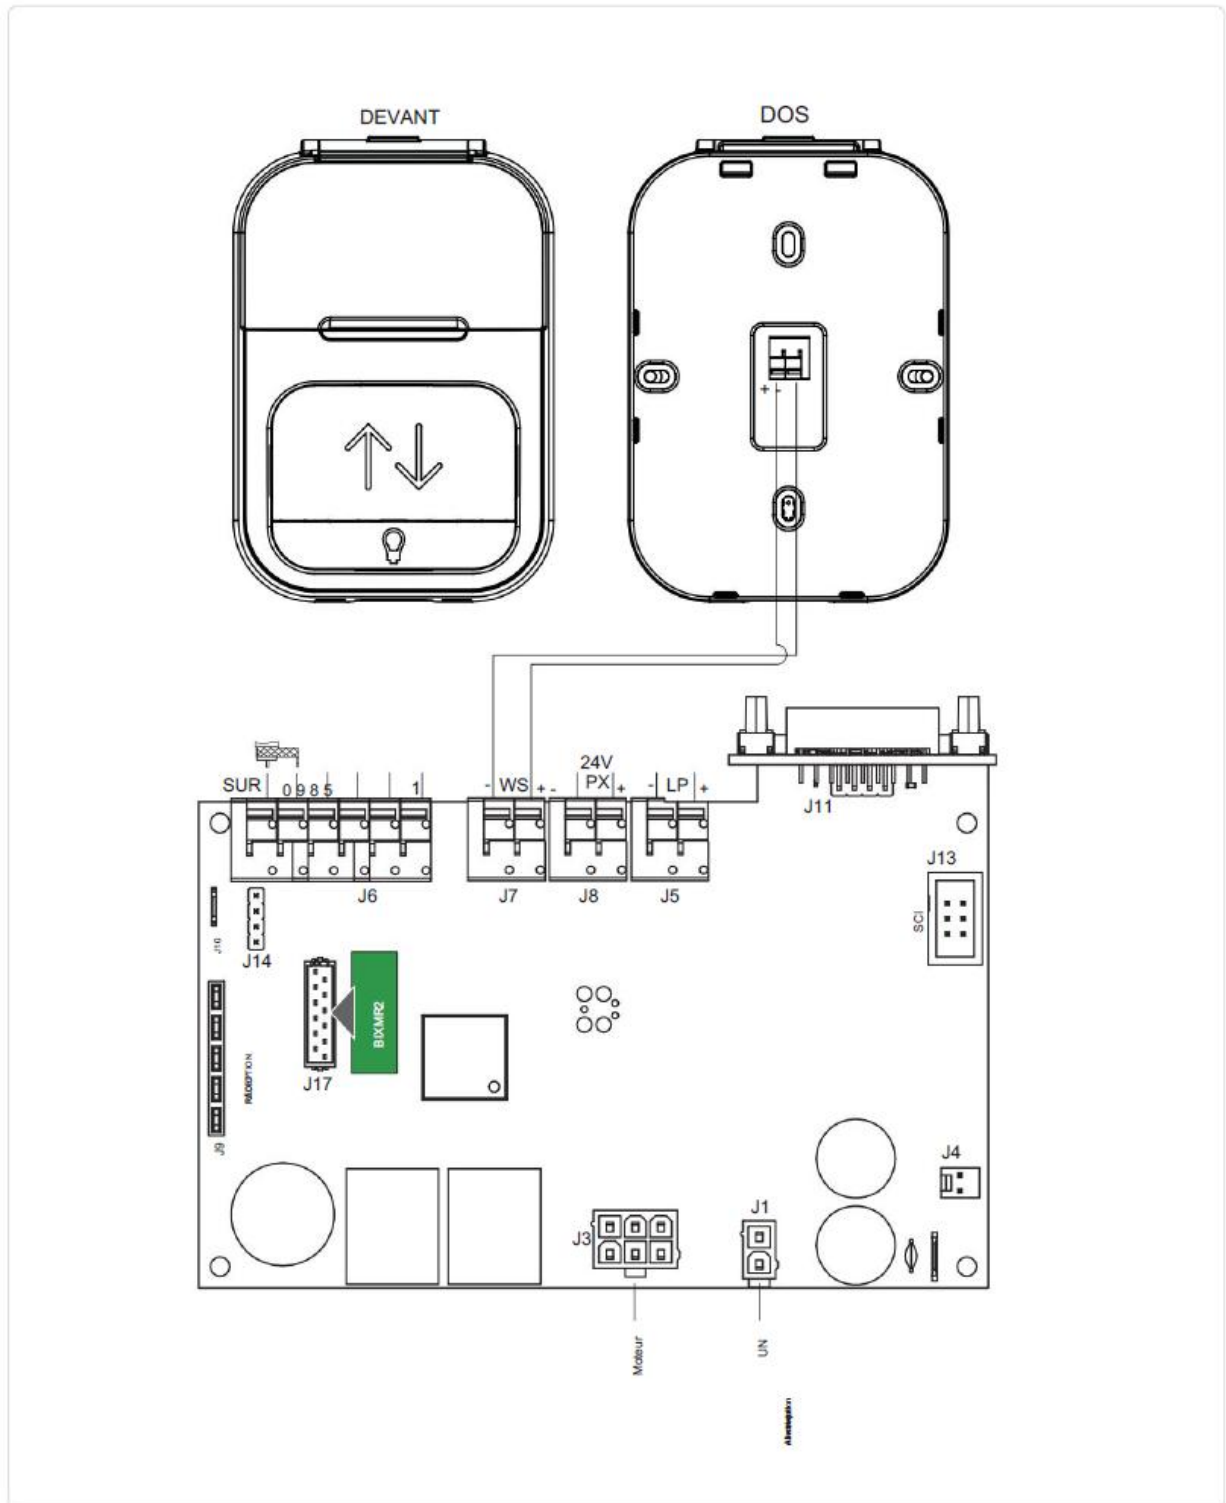 DEVANT
DOS
+ -
24V
SUR 0 9 8 5 1 - WS + - PX + - LP +
J11
J13
SCI
J6 J7 J8 J5
J16
J14
BIXMR2
J17
J9
J4
J1
J3
Moteur
UN